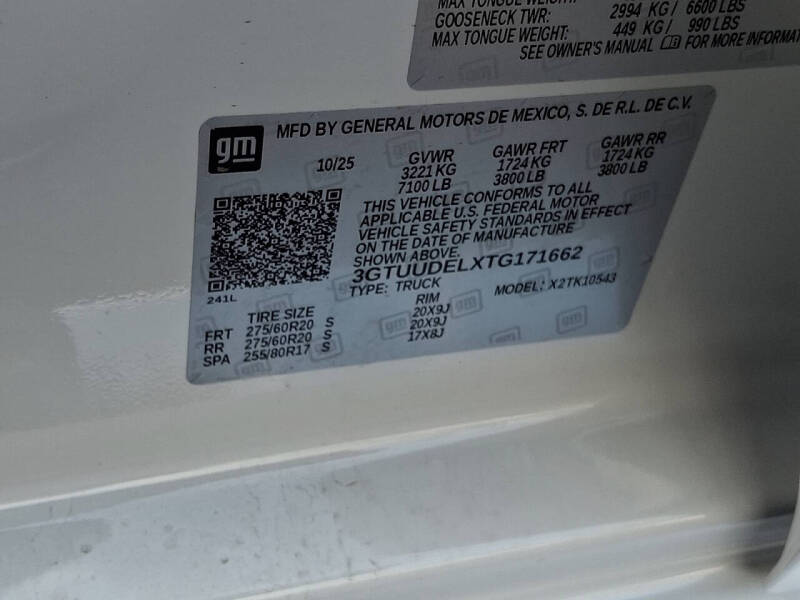 MAX TONGUE WEIGHT:
GOOSENECK TWR: 2994 KG / 6600 LBS
MAX TONGUE WEIGHT: 449 KG / 990 LBS
SEE OWNER'S MANUAL FOR MORE INFORMAT
gm
MFD BY GENERAL MOTORS DE MEXICO, S. DE R.L. DE C.V.
10/25 GVWR GAWR FRT GAWR RR
3221 KG 1724 KG 1724 KG
7100 LB 3800 LB 3800 LB
THIS VEHICLE CONFORMS TO ALL
APPLICABLE U.S. FEDERAL MOTOR
VEHICLE SAFETY STANDARDS IN EFFECT
ON THE DATE OF MANUFACTURE
SHOWN ABOVE.
3GTUUDELXTG171662
TYPE: TRUCK MODEL: X2TK10543
241L
TIRE SIZE RIM
FRT 275/60R20 S 20X9J
RR 275/60R20 S 20X9J
SPA 255/80R17 S 17X8J